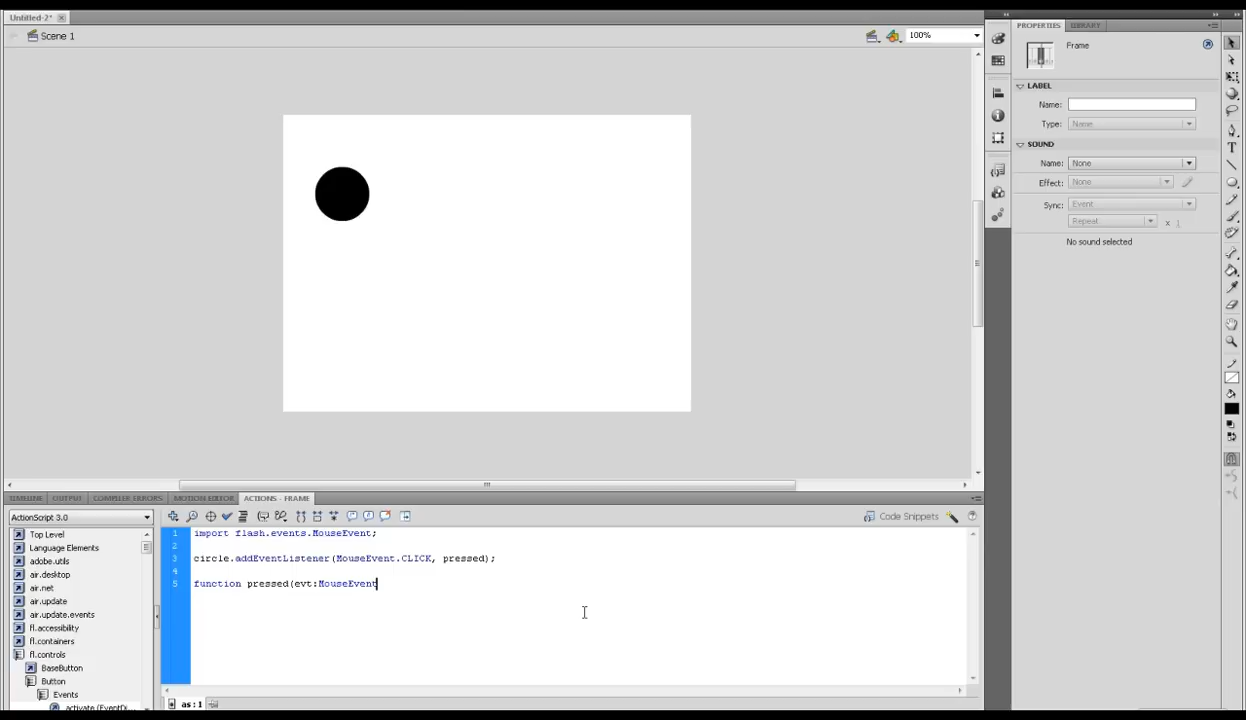 Untitled-2*
Scene 1
100%
PROPERTIES
LIBRARY
Frame
LABEL
Name:
Type: Name
SOUND
Name: None
Effect: None
Sync: Event
Repeat x 1
No sound selected
TIMELINE
OUTPUT
COMPILER ERRORS
MOTION EDITOR
ACTIONS - FRAME
ActionScript 3.0
Code Snippets
Top Level
Language Elements
adobe.utils
air.desktop
air.net
air.update
air.update.events
fl.accessibility
fl.containers
fl.controls
BaseButton
Button
Events
activate (EventDi...
1 import flash.events.MouseEvent;
2
3 circle.addEventListener(MouseEvent.CLICK, pressed);
4
5 function pressed(evt:MouseEvent
as : 1